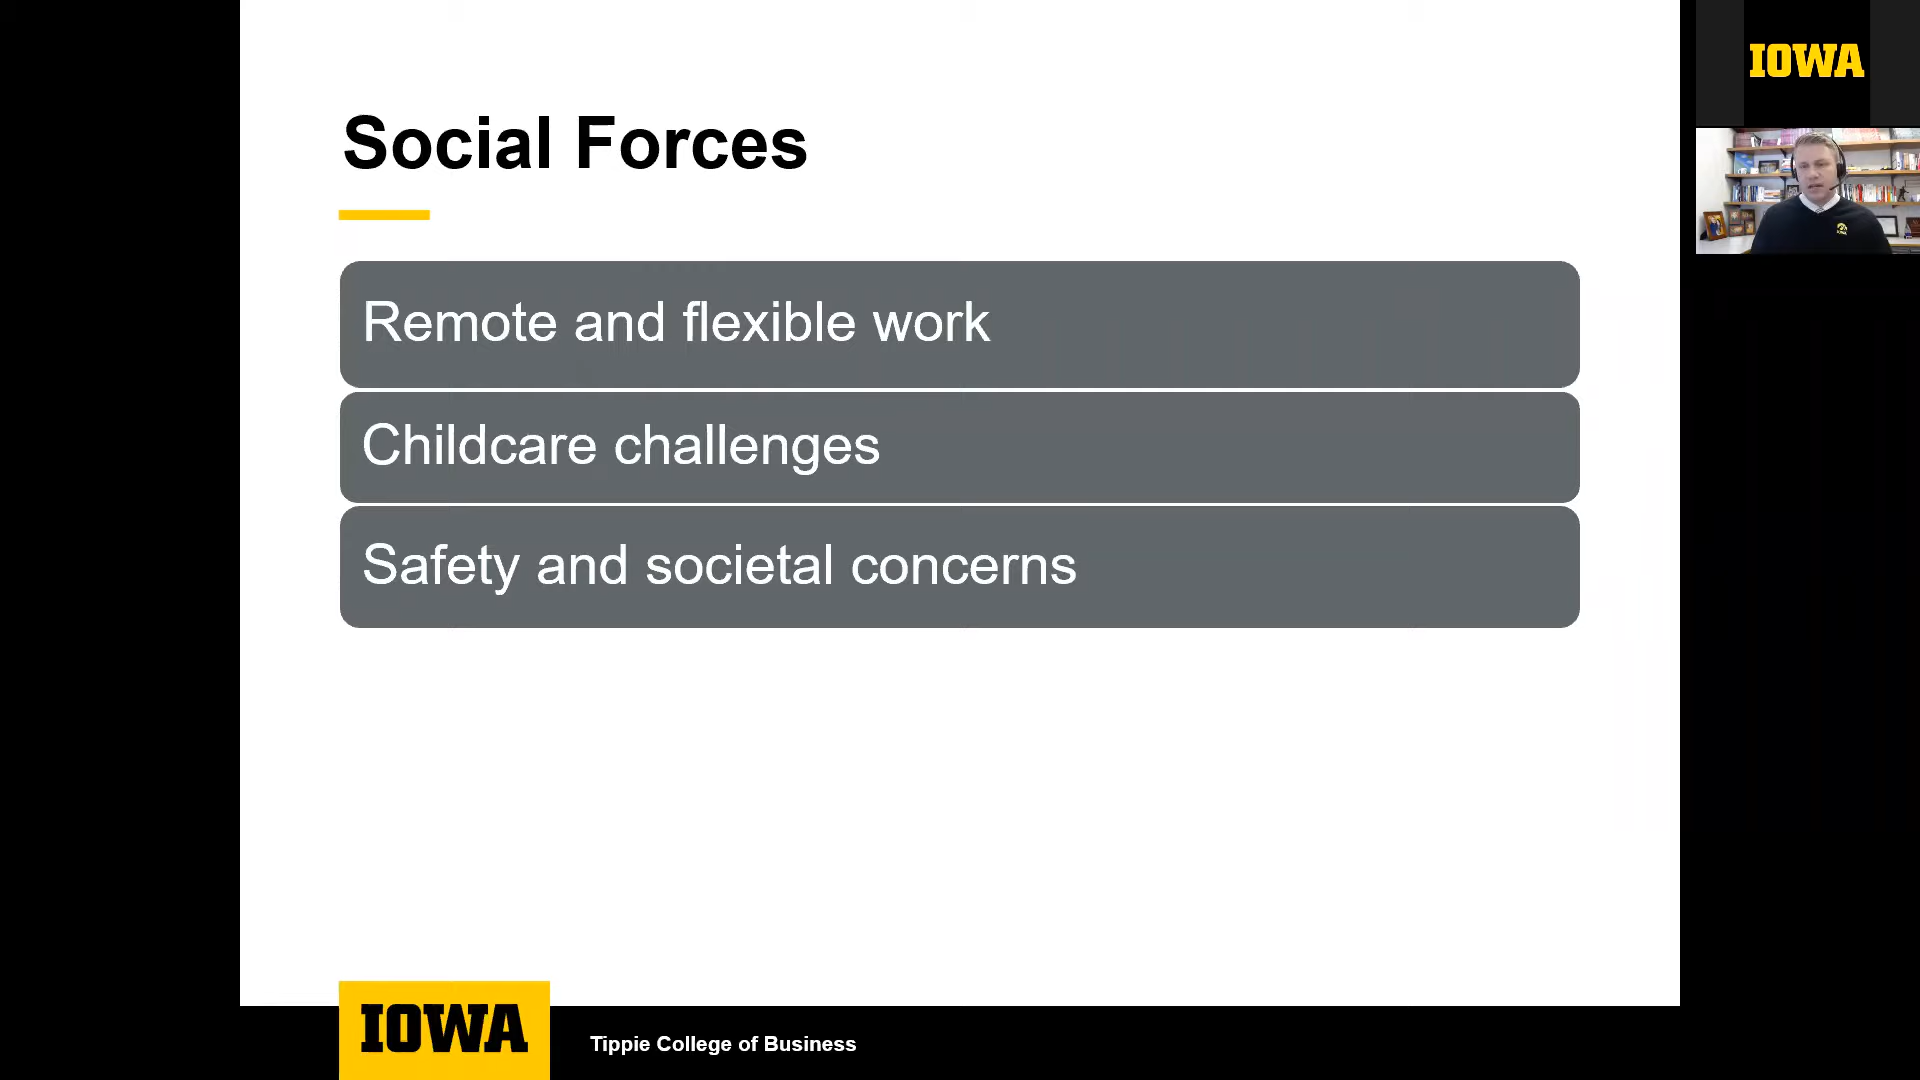 Social Forces
Remote and flexible work
Childcare challenges
Safety and societal concerns
IOWA
Tippie College of Business
IOWA